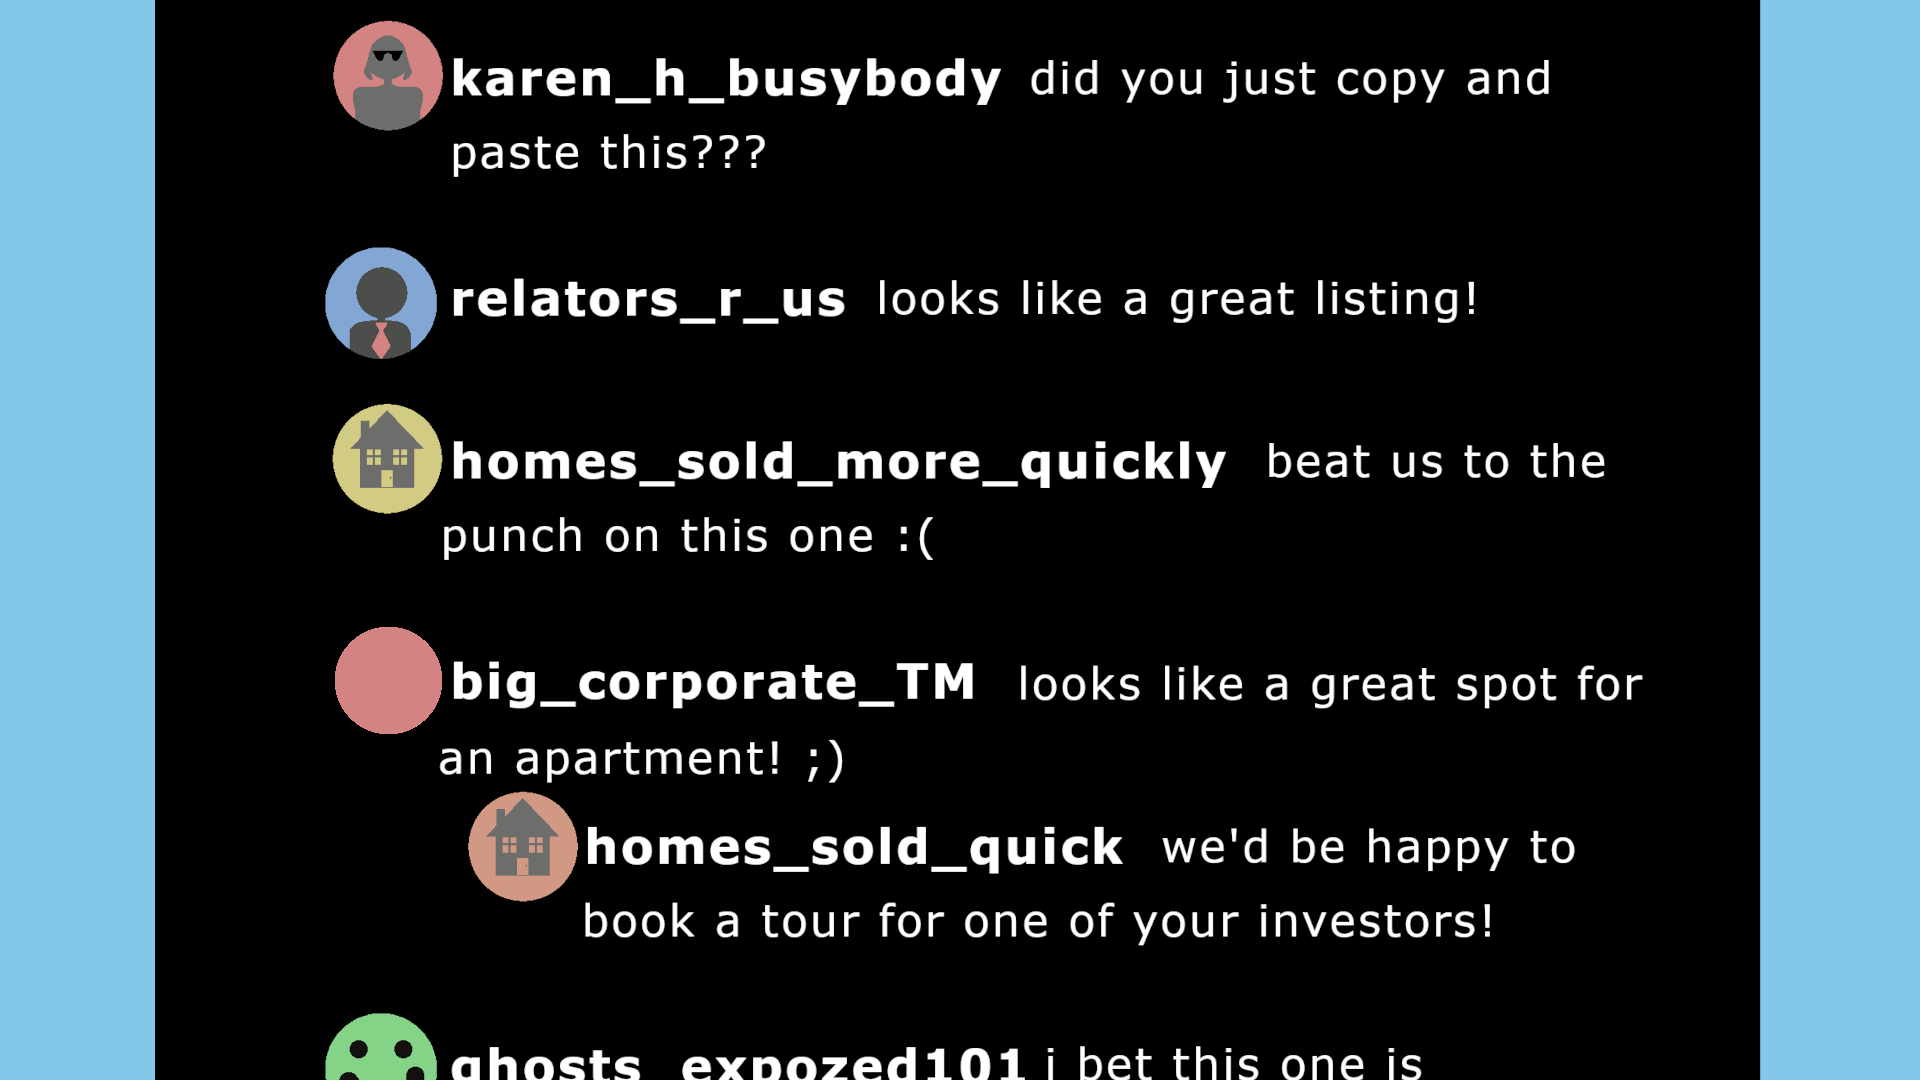 karen_h_busybody did you just copy and
paste this???
relators_r_us looks like a great listing!
homes_sold_more_quickly beat us to the
punch on this one :(
big_corporate_TM looks like a great spot for
an apartment! ;)
homes_sold_quick we'd be happy to
book a tour for one of your investors!
ghosts_expozed101 i bet this one is